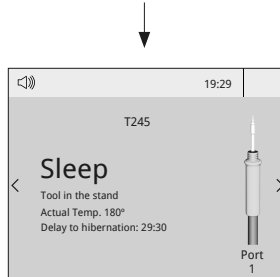 19:29
T245
Sleep
Tool in the stand
Actual Temp. 180º
Delay to hibernation: 29:30
Port
1